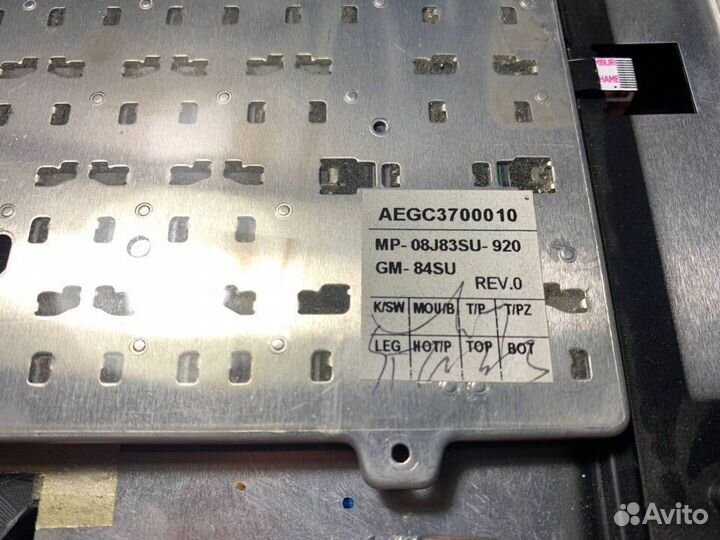 AEGC3700010
MP- 08J83SU- 920
GM- 84SU
REV.0
K/SW MOU/B T/P T/PZ
LEG HOT/P TOP BOT
Avito